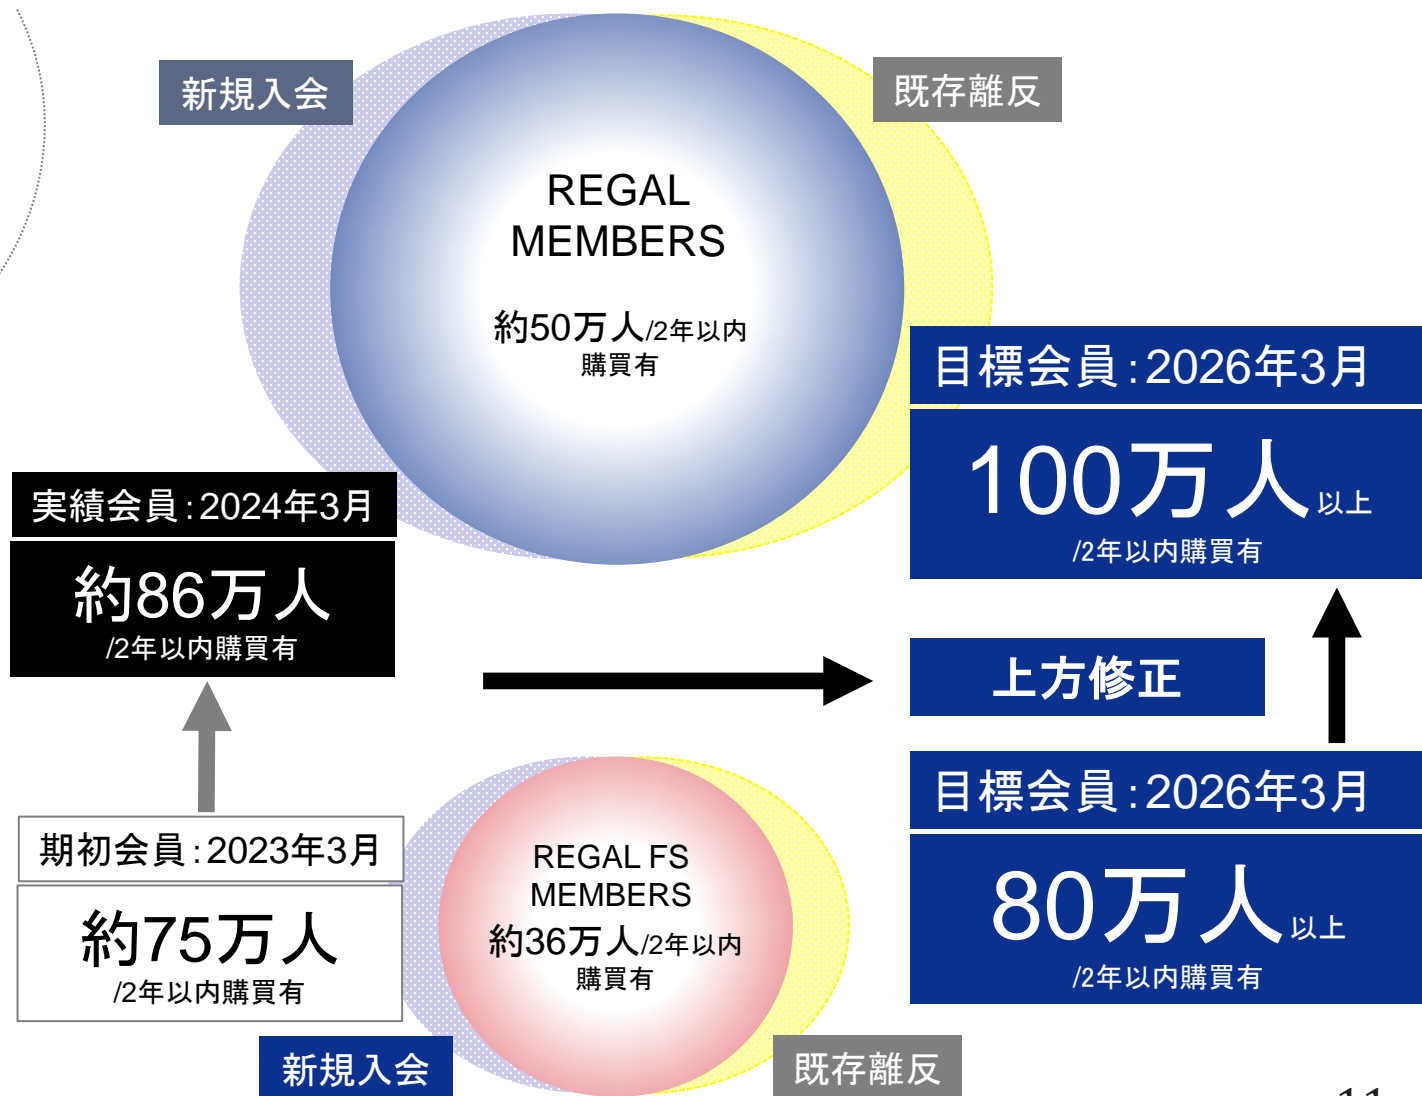 新規入会
既存離反
REGAL
MEMBERS
約50万人/2年以内
購買有
目標会員：2026年3月
100万人以上
/2年以内購買有
実績会員：2024年3月
約86万人
/2年以内購買有
上方修正
目標会員：2026年3月
80万人以上
/2年以内購買有
期初会員：2023年3月
約75万人
/2年以内購買有
REGAL FS
MEMBERS
約36万人/2年以内
購買有
新規入会
既存離反